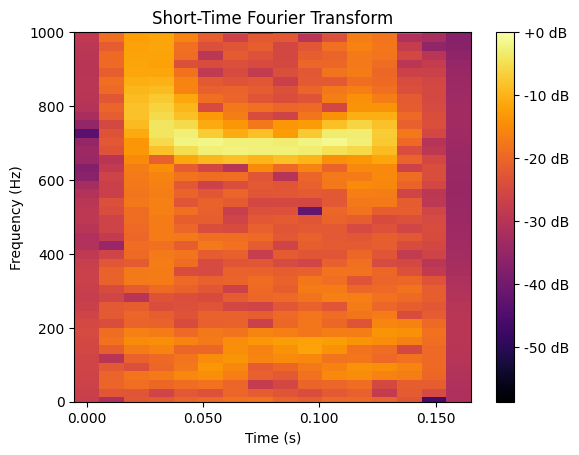 Short-Time Fourier Transform
1000
800
600
400
200
0
Frequency (Hz)
0.000
0.050
0.100
0.150
Time (s)
+0 dB
-10 dB
-20 dB
-30 dB
-40 dB
-50 dB